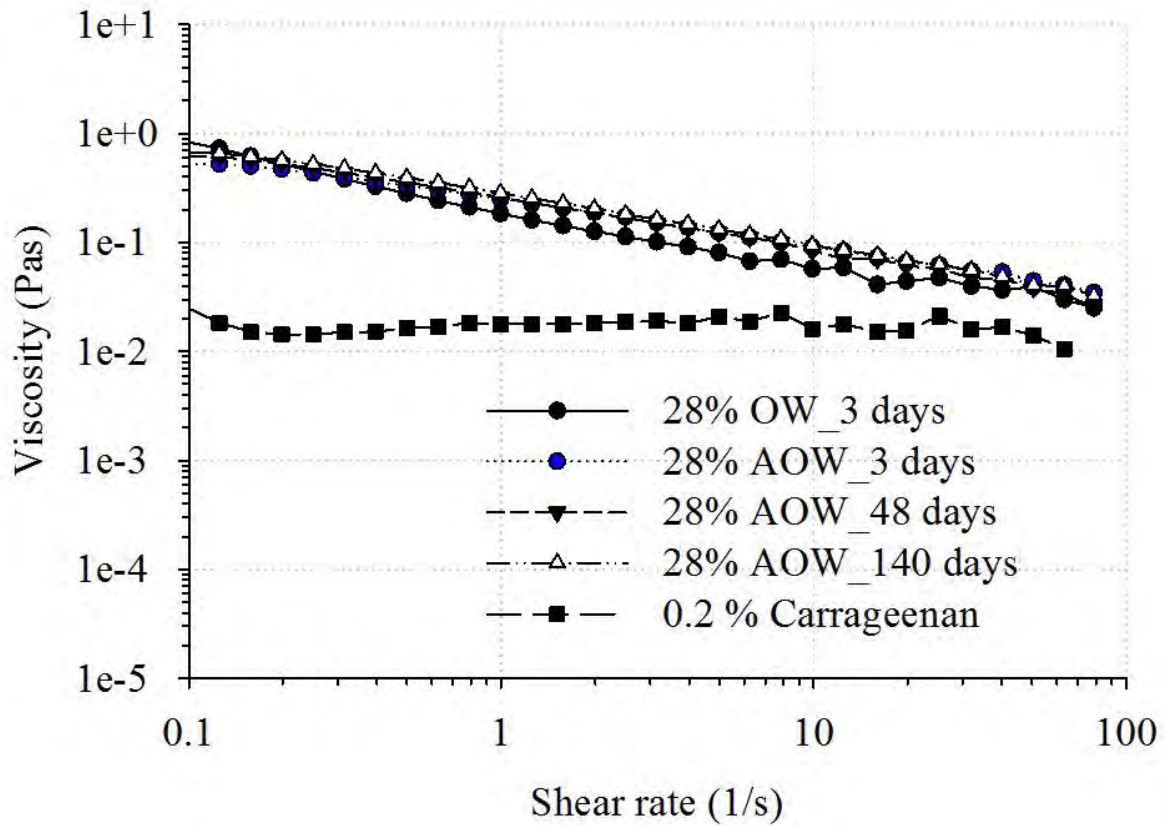 1e+1
1e+0
1e-1
1e-2
1e-3
1e-4
1e-5
Viscosity (Pas)
28% OW_3 days
28% AOW_3 days
28% AOW_48 days
28% AOW_140 days
0.2 % Carrageenan
0.1 1 10 100
Shear rate (1/s)